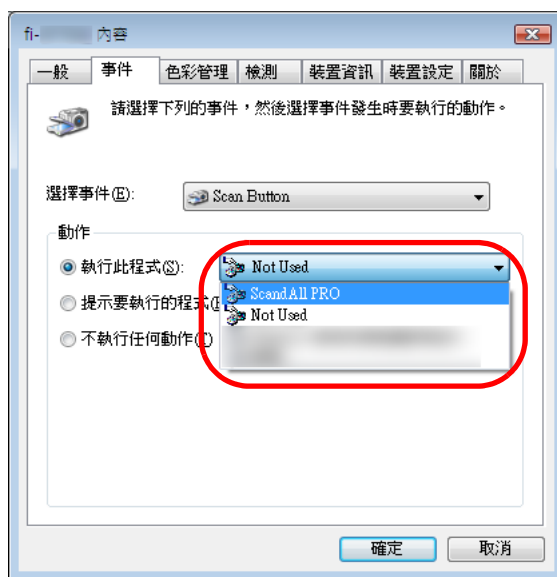 fi- 內容
一般 事件 色彩管理 檢測 裝置資訊 裝置設定 關於
請選擇下列的事件，然後選擇事件發生時要執行的動作。
選擇事件(E): Scan Button
動作
執行此程式(S): Not Used
ScandAll PRO
提示要執行的程式(
Not Used
不執行任何動作(
確定 取消